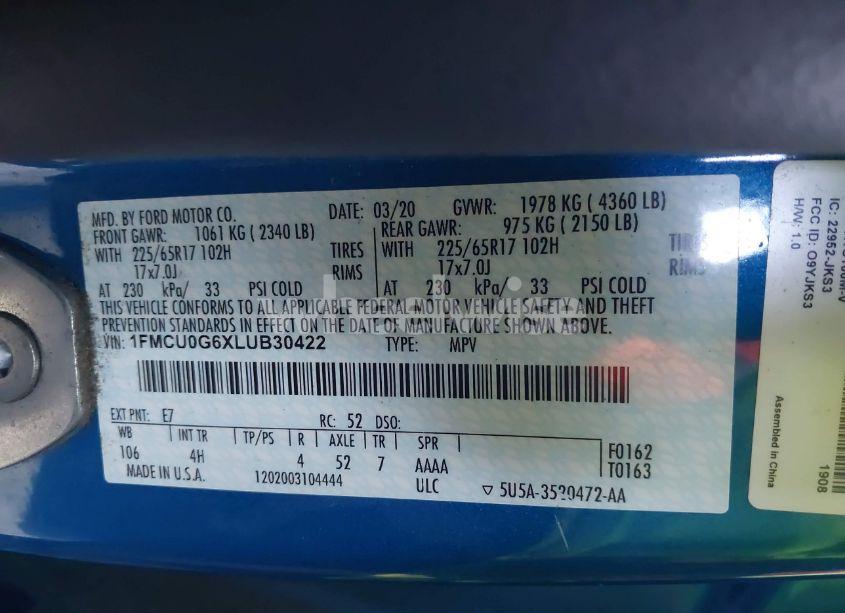 MFD. BY FORD MOTOR CO. DATE: 03/20 GVWR: 1978 KG ( 4360 LB)
FRONT GAWR: 1061 KG ( 2340 LB) REAR GAWR: 975 KG ( 2150 LB)
WITH 225/65R17 102H TIRES WITH 225/65R17 102H TIRES
17x7.0J RIMS 17x7.0J RIMS
AT 230 kPa/ 33 PSI COLD AT 230 kPa/ 33 PSI COLD
THIS VEHICLE CONFORMS TO ALL APPLICABLE FEDERAL MOTOR VEHICLE SAFETY AND THEFT
PREVENTION STANDARDS IN EFFECT ON THE DATE OF MANUFACTURE SHOWN ABOVE.
VIN: 1FMCU0G6XLUB30422 TYPE: MPV
EXT PNT: E7 RC: 52 DSO:
WB INT TR TP/PS R AXLE TR SPR F0162
106 4H 4 52 7 AAAA T0163
MADE IN U.S.A. 1202003104444 ULC ▽ 5U5A-3520472-AA
IC: 22952-JKS3
FCC ID: O9YJKS3
H/W: 1.0
Assembled in China
1908